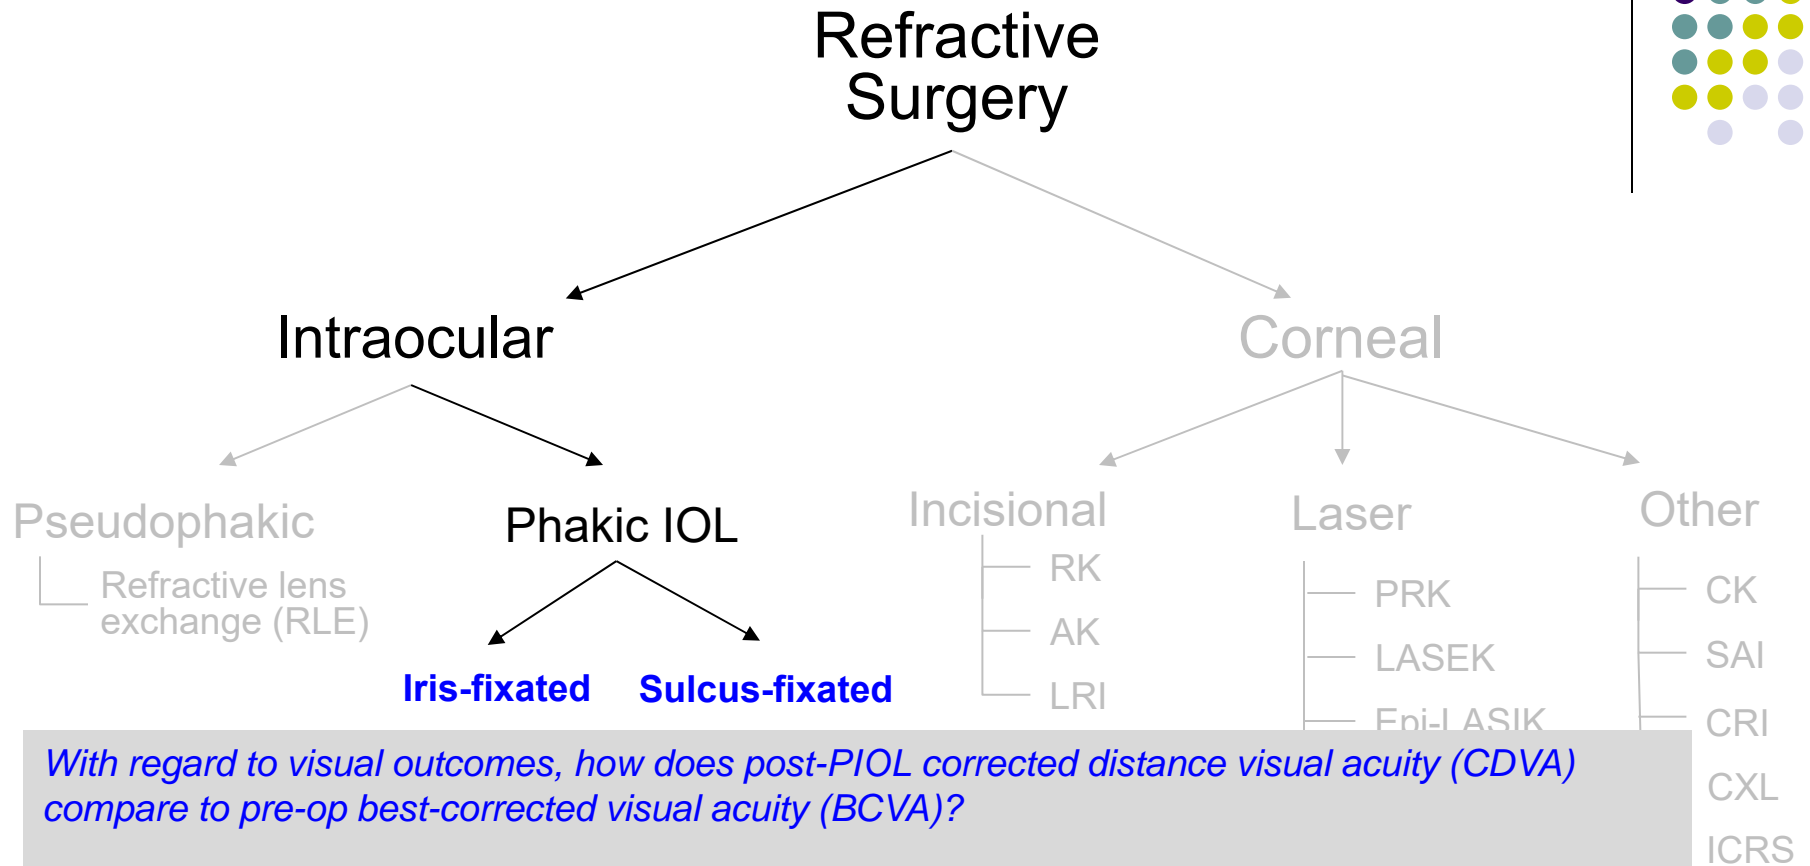 Refractive
Surgery
Intraocular
Corneal
Pseudophakic
Refractive lens
exchange (RLE)
Phakic IOL
Iris-fixated
Sulcus-fixated
Incisional
RK
AK
LRI
Laser
PRK
LASEK
Epi-LASIK
Other
CK
SAI
CRI
CXL
ICRS
With regard to visual outcomes, how does post-PIOL corrected distance visual acuity (CDVA)
compare to pre-op best-corrected visual acuity (BCVA)?